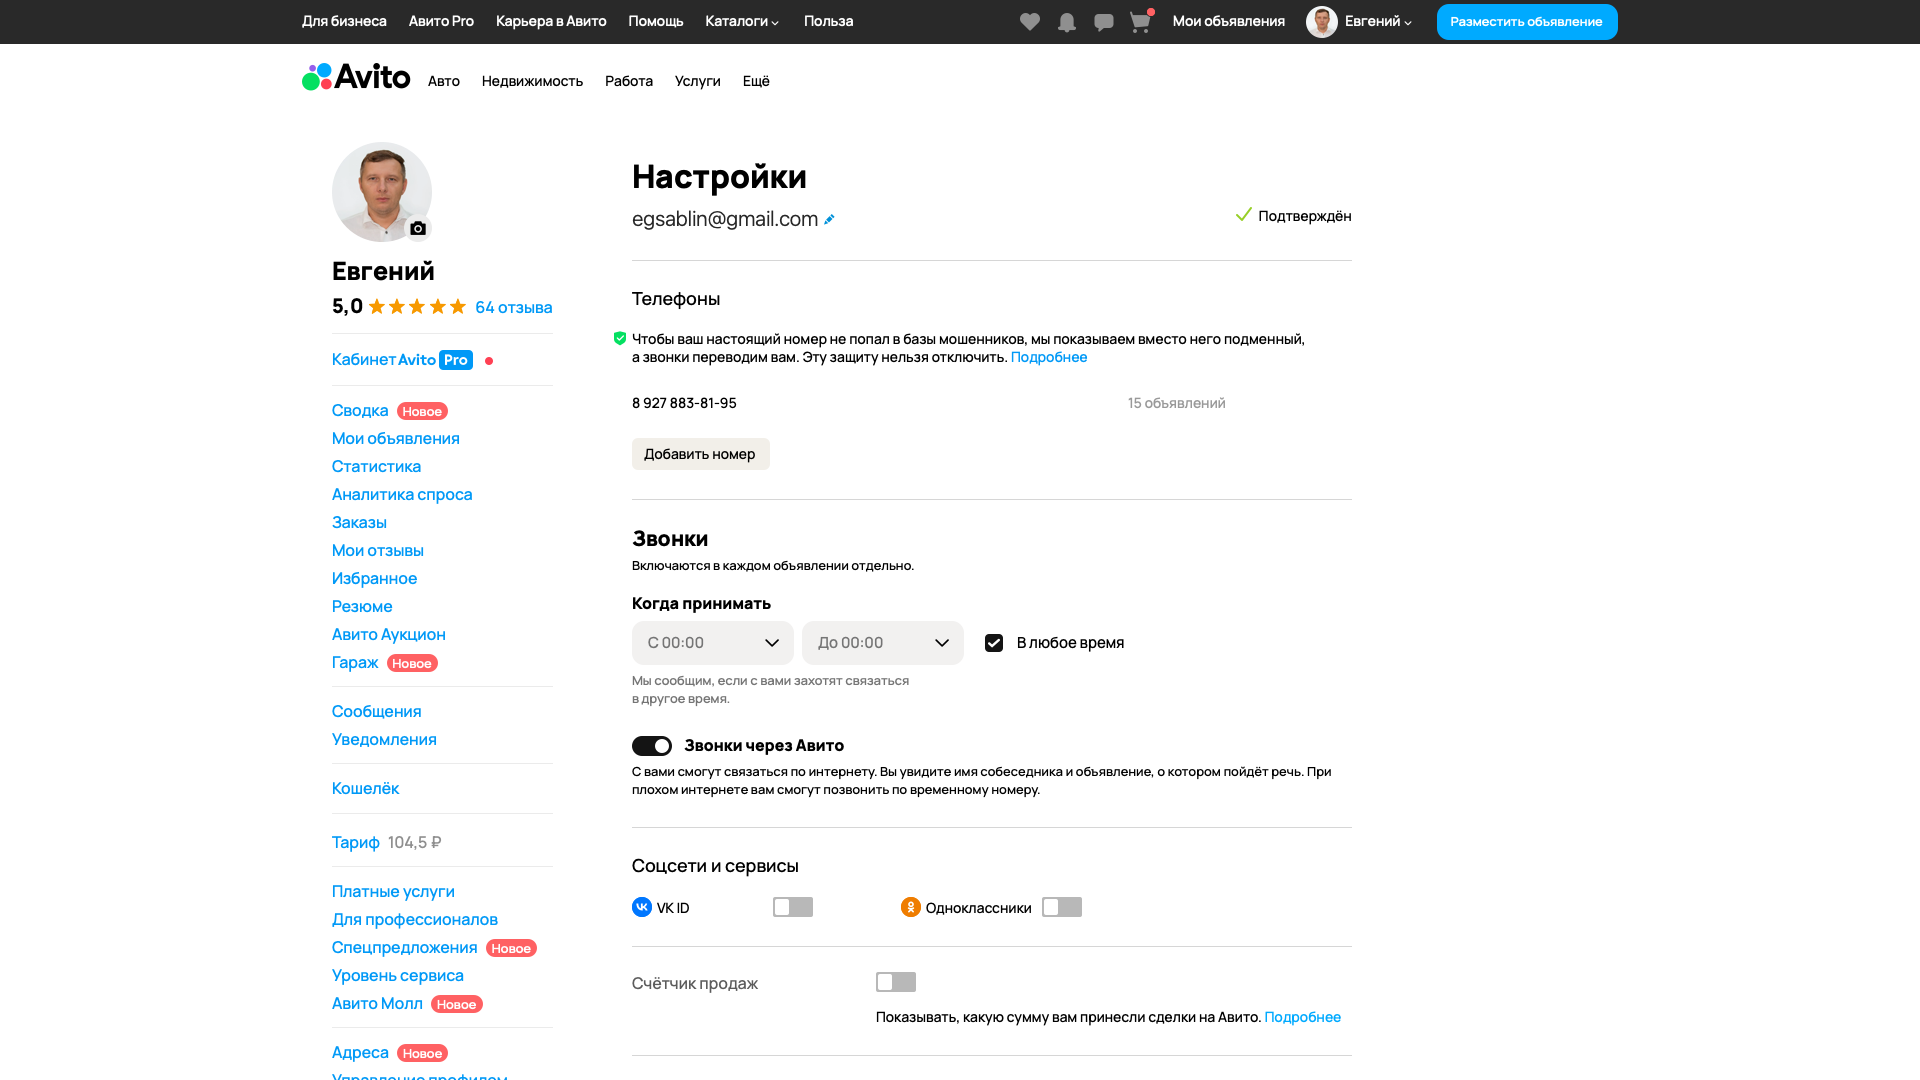 Для бизнеса Авито Pro Карьера в Авито Помощь Каталоги Польза Мои объявления Евгений Разместить объявление
Avito Авто Недвижимость Работа Услуги Ещё
Евгений
5,0 64 отзыва
Кабинет Avito Pro
Сводка Новое
Мои объявления
Статистика
Аналитика спроса
Заказы
Мои отзывы
Избранное
Резюме
Авито Аукцион
Гараж Новое
Сообщения
Уведомления
Кошелёк
Тариф 104,5 ₽
Платные услуги
Для профессионалов
Спецпредложения Новое
Уровень сервиса
Авито Молл Новое
Адреса Новое
Управление профилем
Настройки
egsablin@gmail.com Подтверждён
Телефоны
Чтобы ваш настоящий номер не попал в базы мошенников, мы показываем вместо него подменный,
а звонки переводим вам. Эту защиту нельзя отключить. Подробнее
8 927 883-81-95 15 объявлений
Добавить номер
Звонки
Включаются в каждом объявлении отдельно.
Когда принимать
С 00:00 До 00:00 В любое время
Мы сообщим, если с вами захотят связаться
в другое время.
Звонки через Авито
С вами смогут связаться по интернету. Вы увидите имя собеседника и объявление, о котором пойдёт речь. При
плохом интернете вам смогут позвонить по временному номеру.
Соцсети и сервисы
VK ID Одноклассники
Счётчик продаж
Показывать, какую сумму вам принесли сделки на Авито. Подробнее